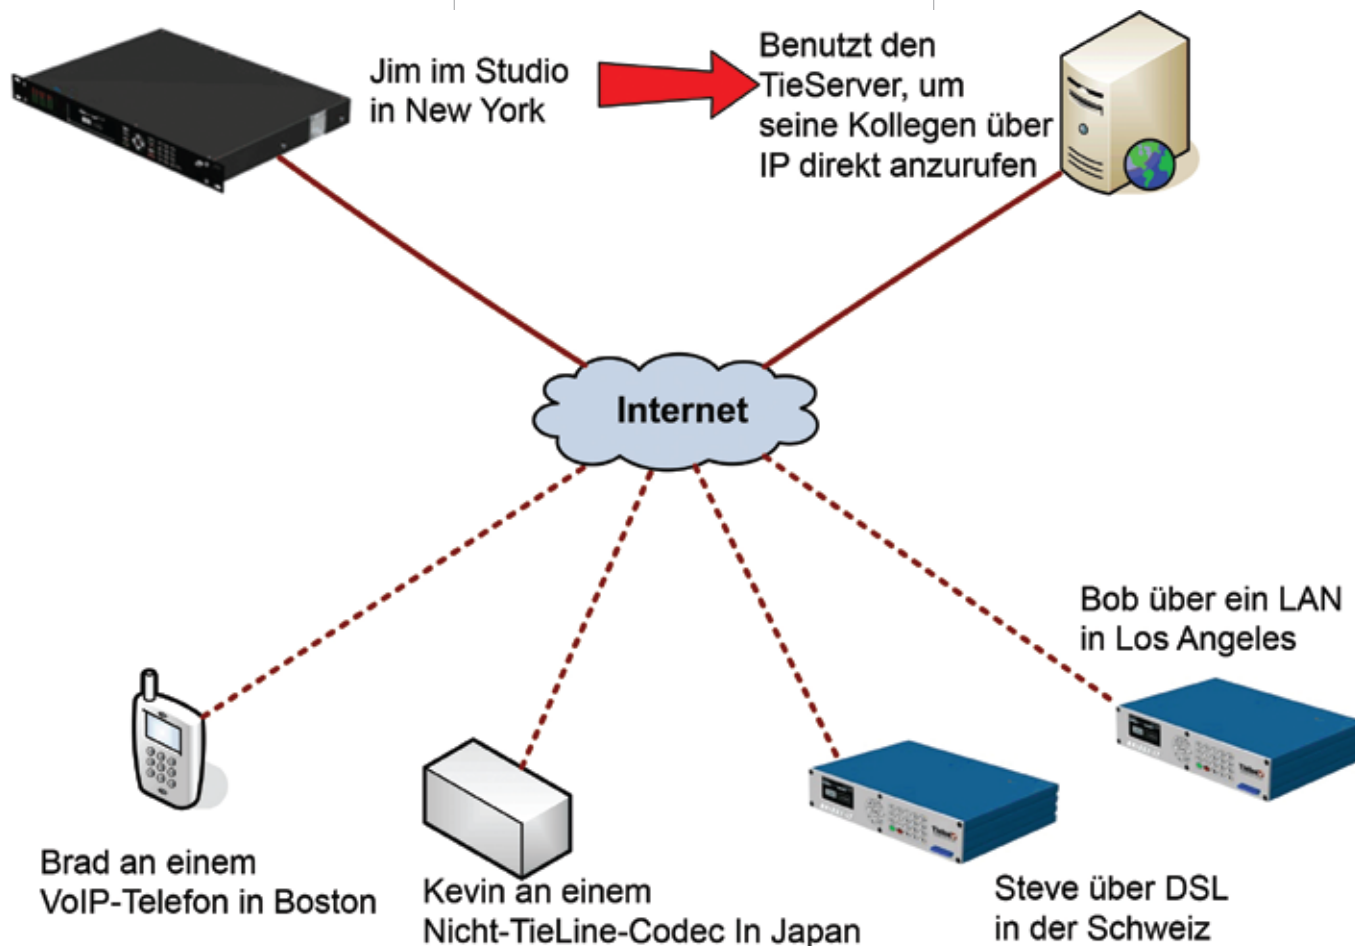 Jim im Studio
in New York
Benutzt den
TieServer, um
seine Kollegen über
IP direkt anzurufen
Internet
Bob über ein LAN
in Los Angeles
Brad an einem
VoIP-Telefon in Boston
Kevin an einem
Nicht-TieLine-Codec In Japan
Steve über DSL
in der Schweiz